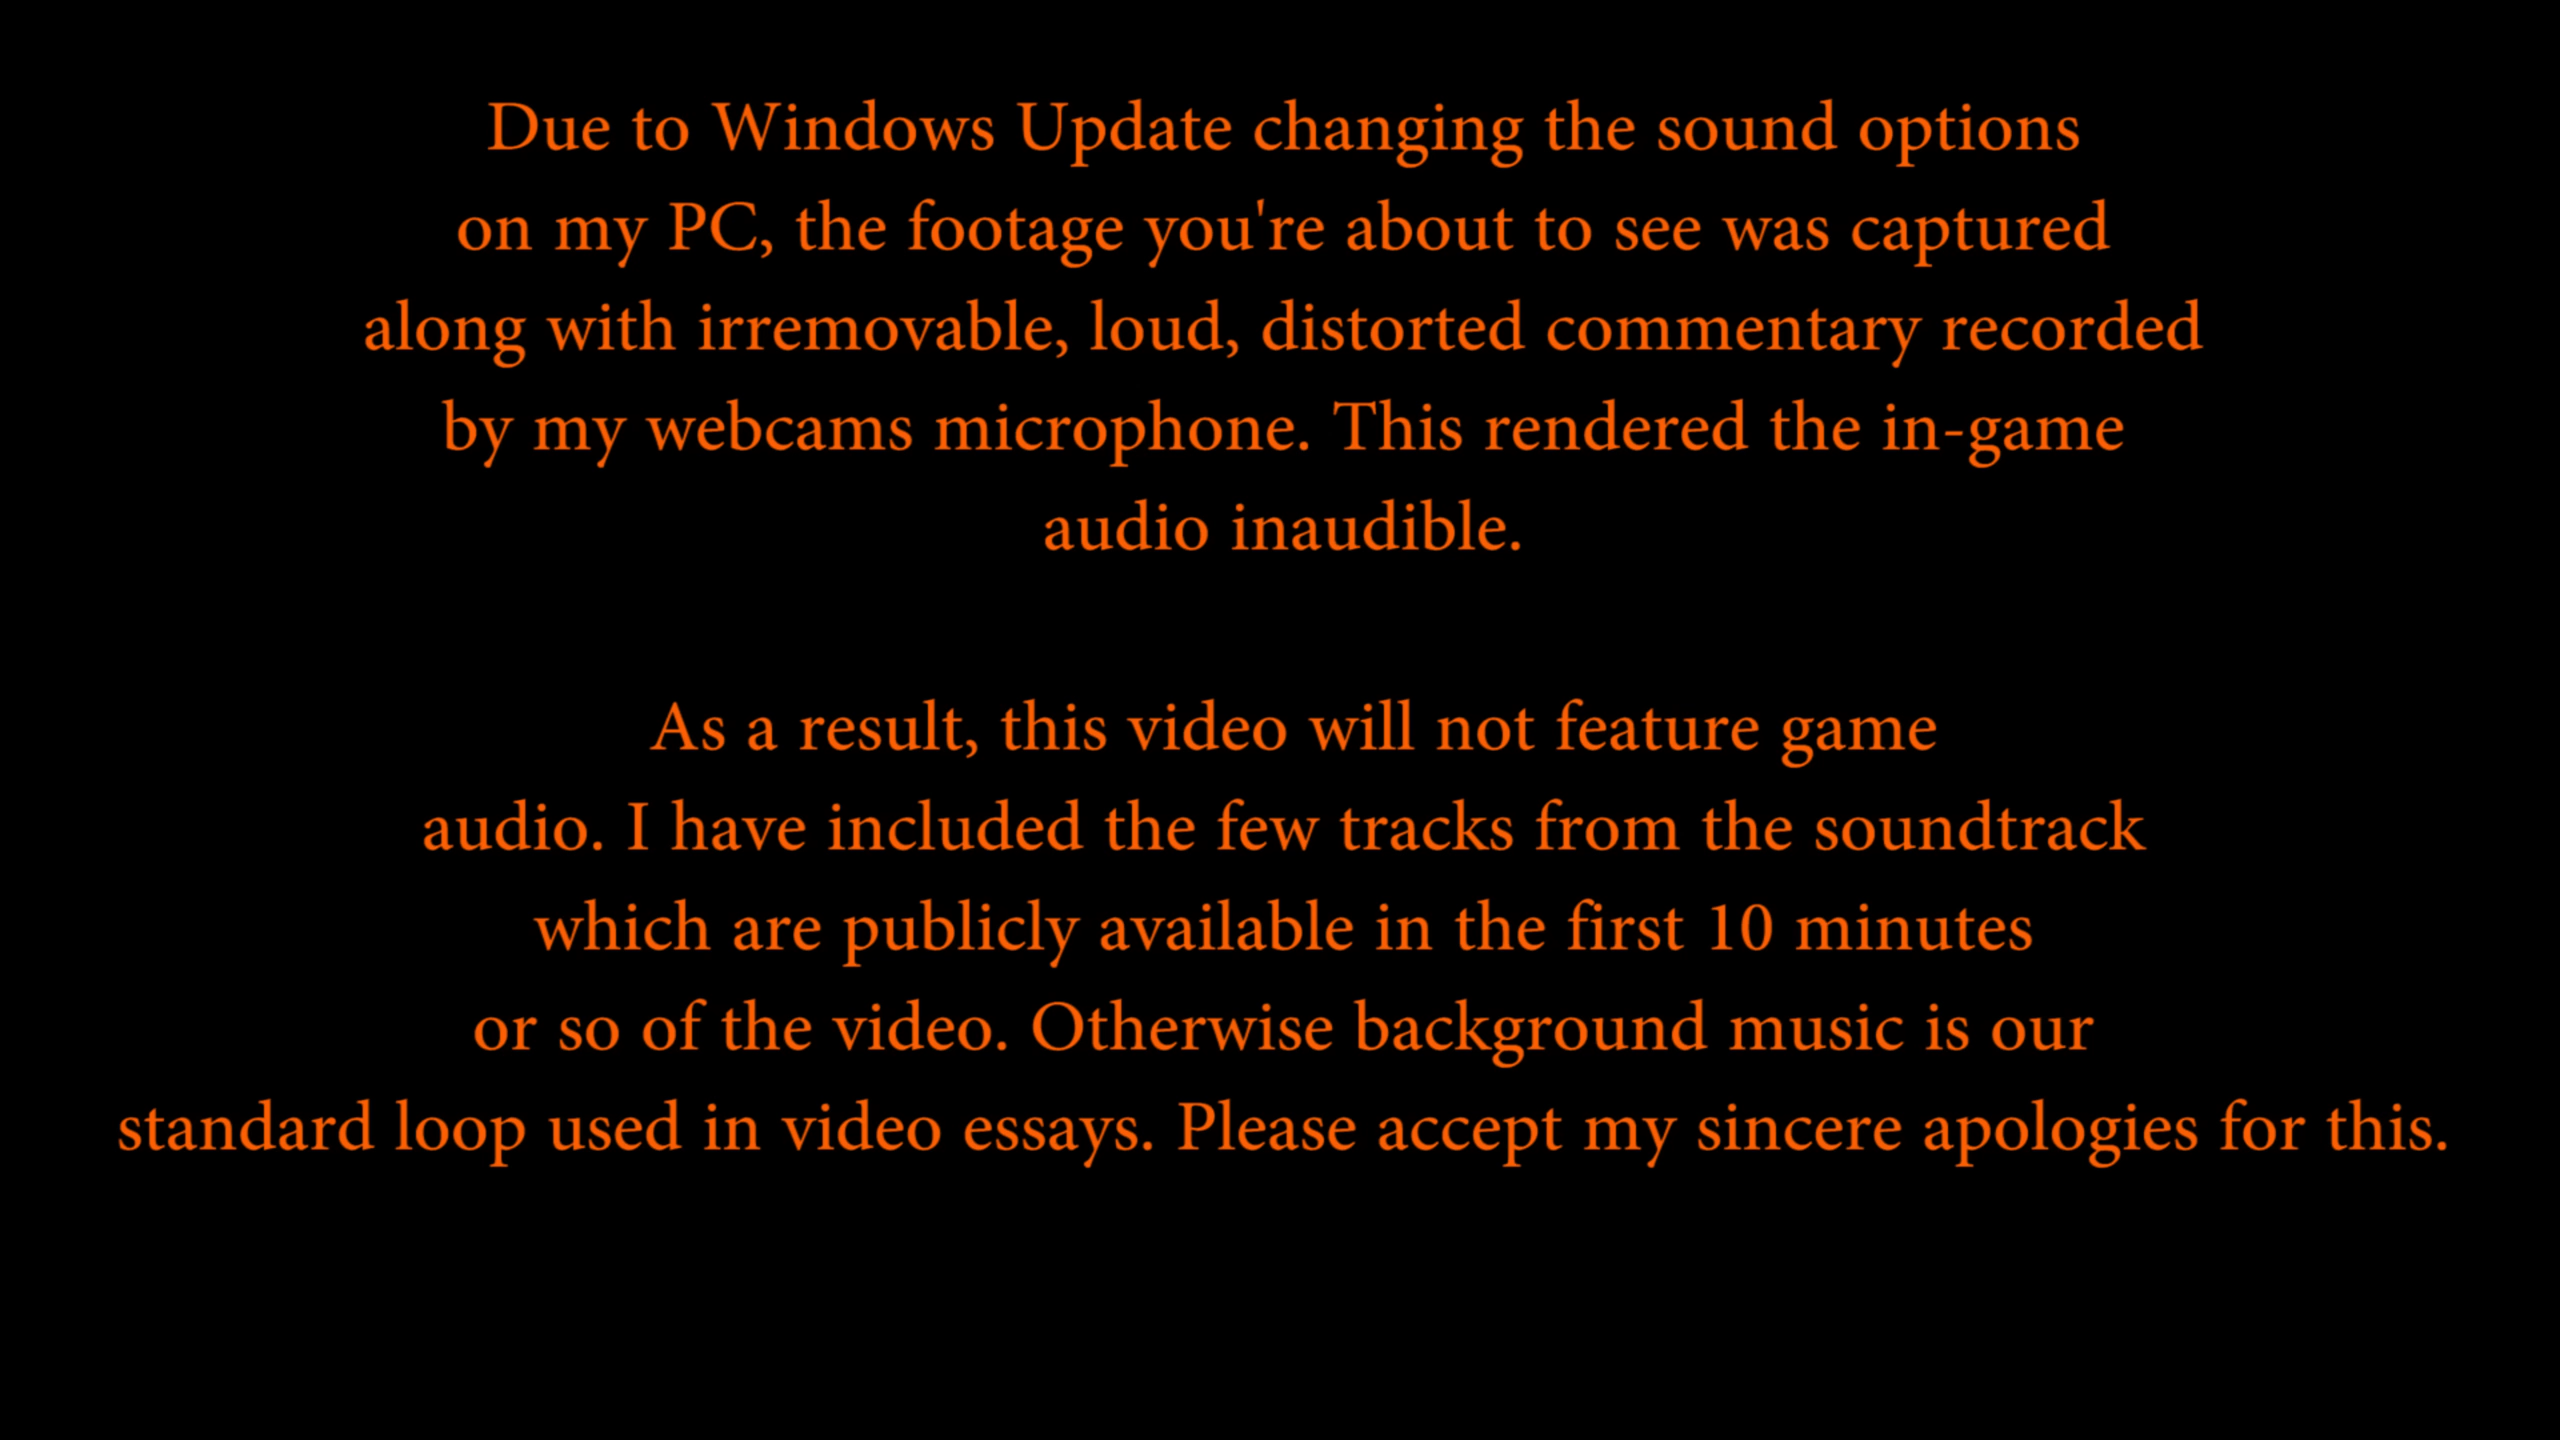 Due to Windows Update changing the sound options
on my PC, the footage you're about to see was captured
along with irremovable, loud, distorted commentary recorded
by my webcams microphone. This rendered the in-game
audio inaudible.
As a result, this video will not feature game
audio. I have included the few tracks from the soundtrack
which are publicly available in the first 10 minutes
or so of the video. Otherwise background music is our
standard loop used in video essays. Please accept my sincere apologies for this.